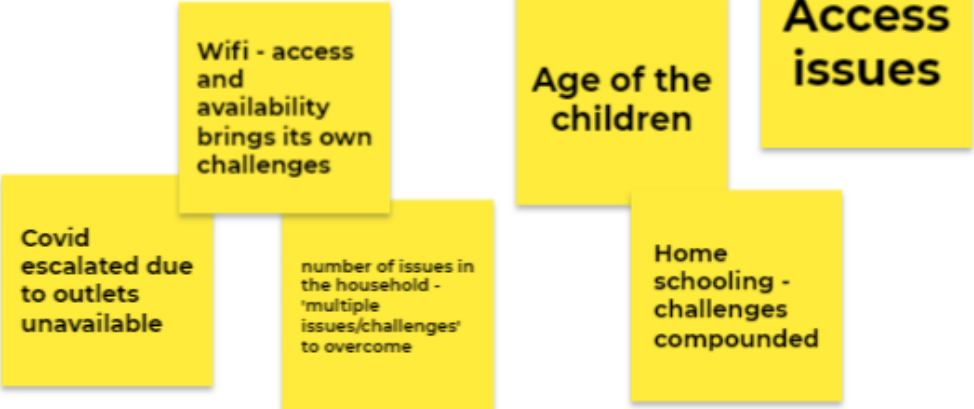 Wifi - access
and
availability
brings its own
challenges
Age of the
children
Access
issues
Covid
escalated due
to outlets
unavailable
number of issues in
the household -
'multiple
issues/challenges'
to overcome
Home
schooling -
challenges
compounded